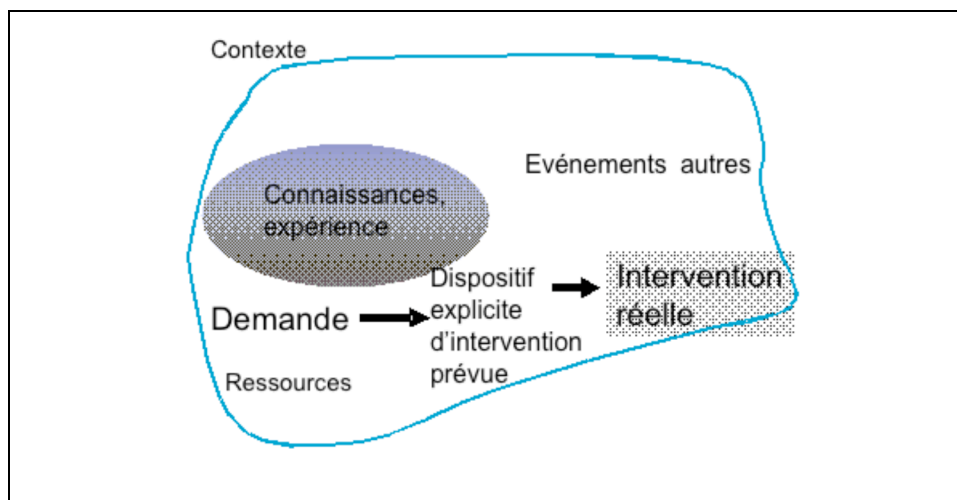 Contexte
Evénements autres
Connaissances,
expérience
Demande
Dispositif
explicite
d'intervention
prévue
Intervention
réelle
Ressources